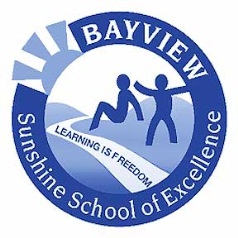 BAYVIEW
LEARNING IS FREEDOM
Sunshine School of Excellence